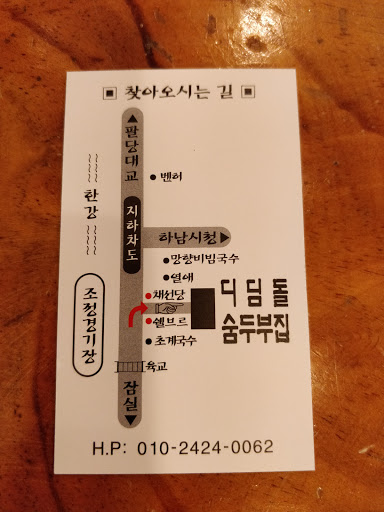 찾아오시는 길
▲팔당대교
벤허
한강
지하차도
하남시청▶
망향비빔국수
열애
조정경기장
채선당
디딤돌
쉘브르
숨두부집
초계국수
육교
잠실▼
H.P: 010-2424-0062